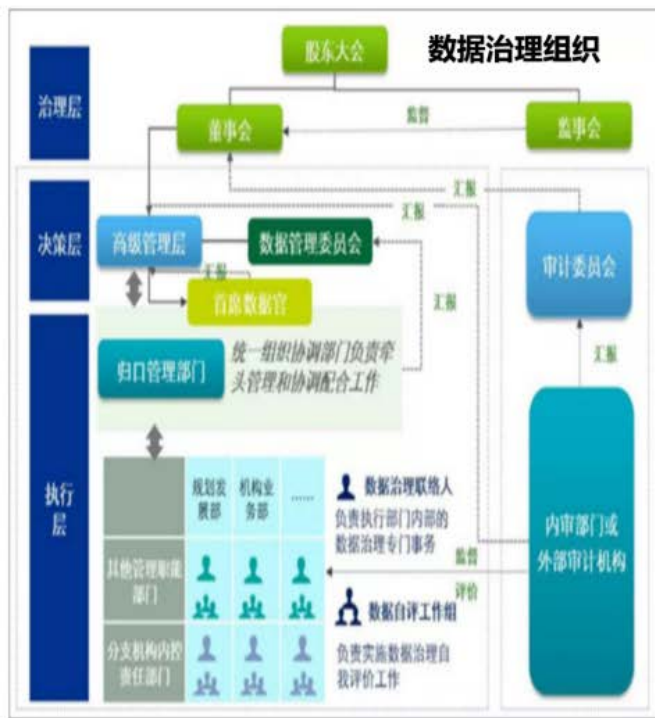 数据治理组织
股东大会
治理层
董事会
监督
监事会
汇报
汇报
决策层
高级管理层
数据管理委员会
审计委员会
汇报
首席数据官
汇报
汇报
归口管理部门
统一组织协调部门负责牵
头管理和协调配合工作
执行
层
规划发
展部
机构业
务部
……
数据治理联络人
负责执行部门内部的
数据治理专门事务
内审部门或
外部审计机构
其他管理职能
部门
监督
评价
数据自评工作组
分支机构内控
责任部门
负责实施数据治理自
我评价工作